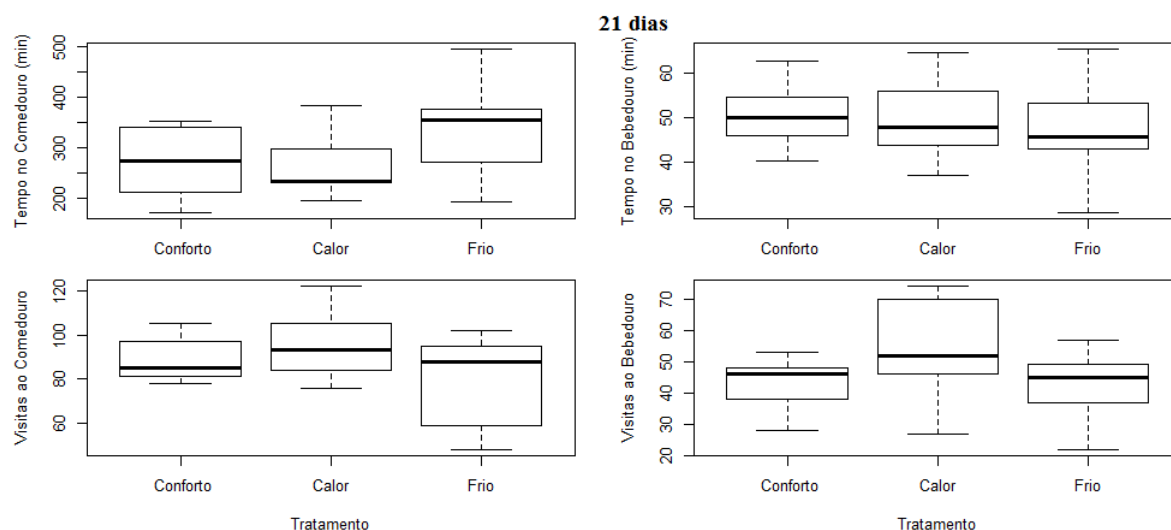 21 dias
Tempo no Comedouro (min)
500
400
300
200
Conforto Calor Frio
Tempo no Bebedouro (min)
60
50
40
30
Conforto Calor Frio
Visitas ao Comedouro
120
100
80
60
Conforto Calor Frio
Tratamento
Visitas ao Bebedouro
70
60
50
40
30
20
Conforto Calor Frio
Tratamento